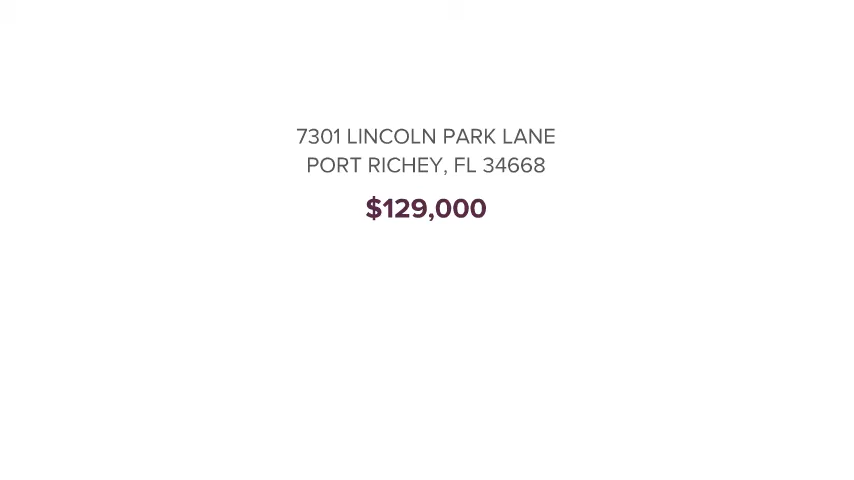 7301 LINCOLN PARK LANE
PORT RICHEY, FL 34668
$129,000